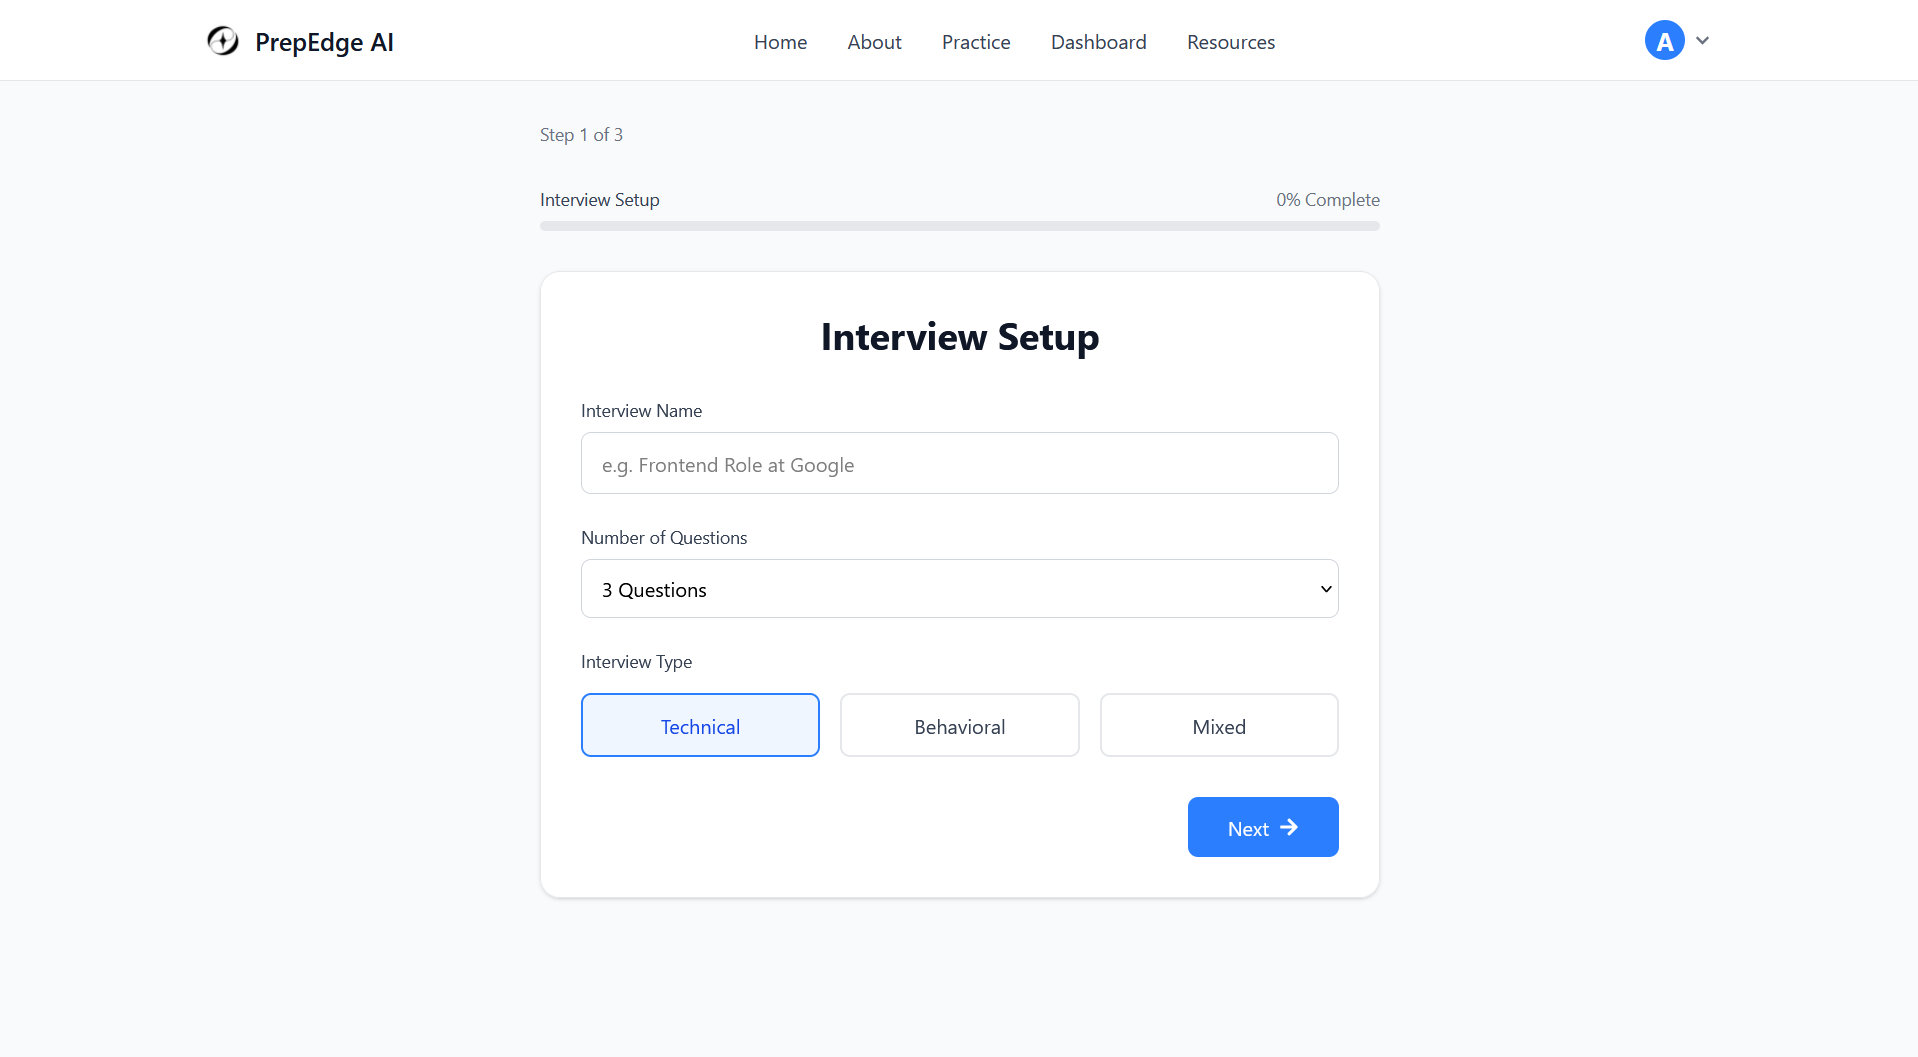 PrepEdge AI
Home About Practice Dashboard Resources
A
Step 1 of 3
Interview Setup 0% Complete
Interview Setup
Interview Name
e.g. Frontend Role at Google
Number of Questions
3 Questions
Interview Type
Technical Behavioral Mixed
Next